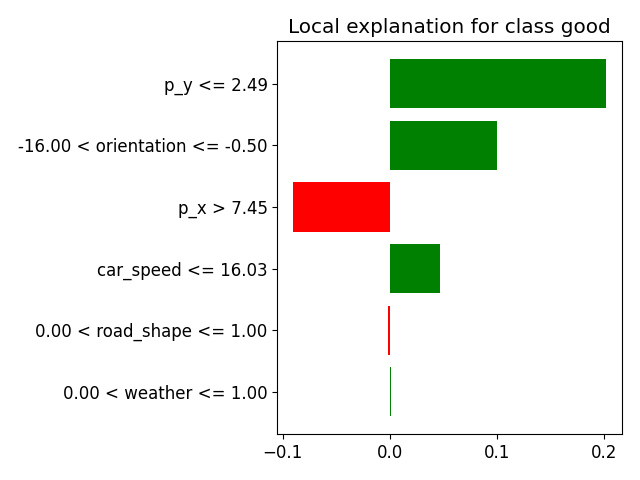 Local explanation for class good
p_y <= 2.49
-16.00 < orientation <= -0.50
p_x > 7.45
car_speed <= 16.03
0.00 < road_shape <= 1.00
0.00 < weather <= 1.00
−0.1 0.0 0.1 0.2